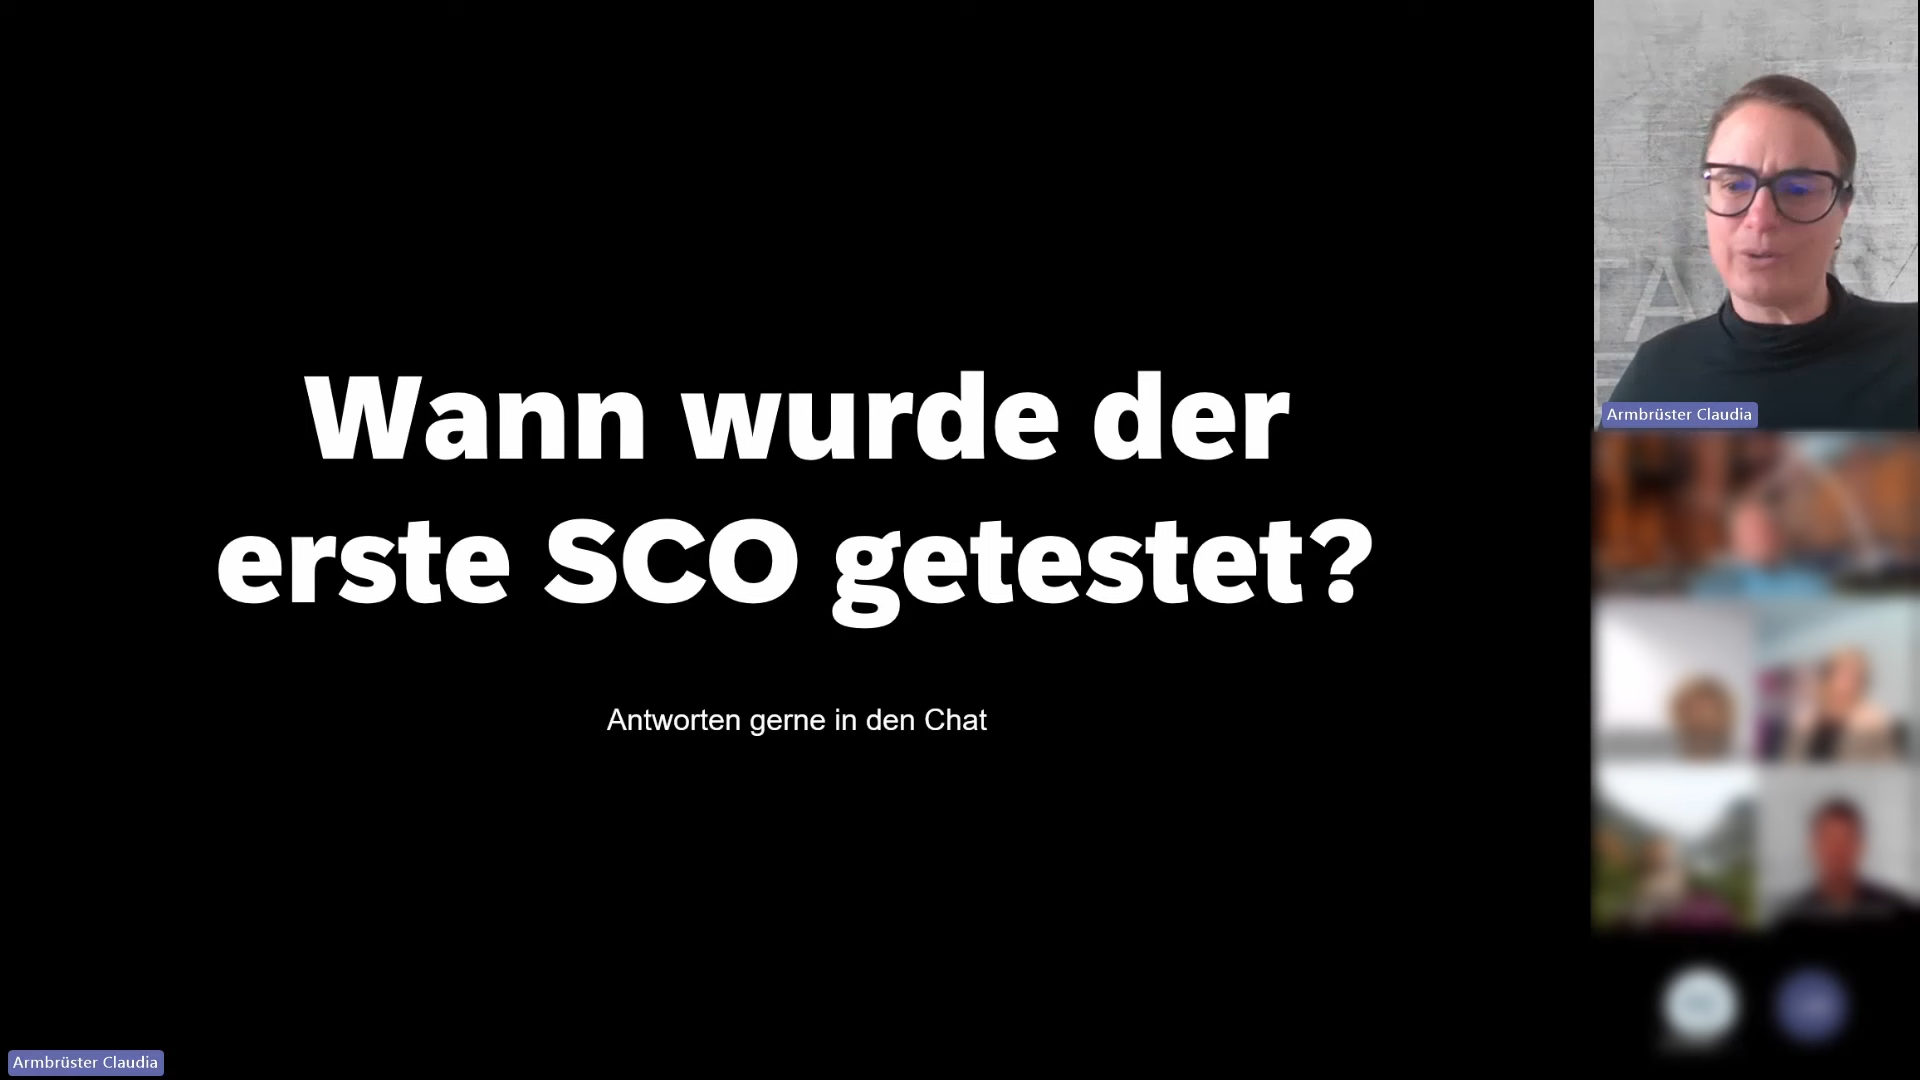 Wann wurde der
erste SCO getestet?
Antworten gerne in den Chat
Armbrüster Claudia
Armbrüster Claudia